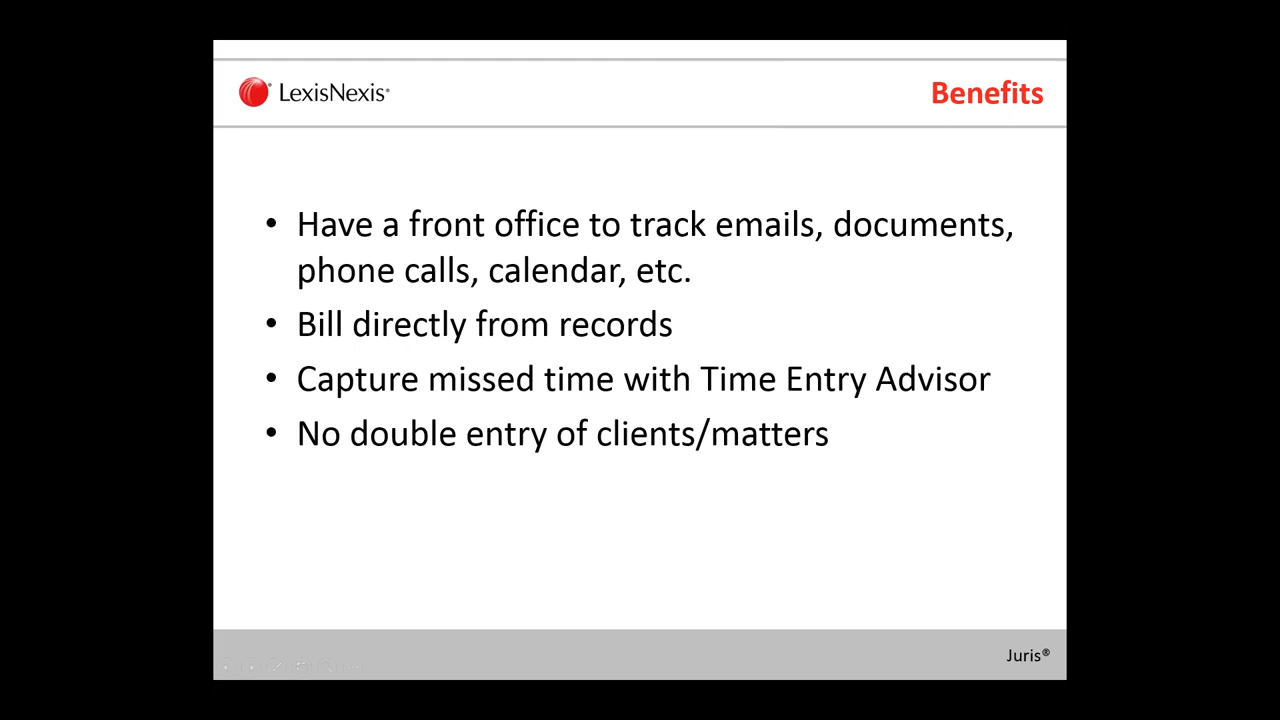 LexisNexis®
Benefits
• Have a front office to track emails, documents,
phone calls, calendar, etc.
• Bill directly from records
• Capture missed time with Time Entry Advisor
• No double entry of clients/matters
Juris®